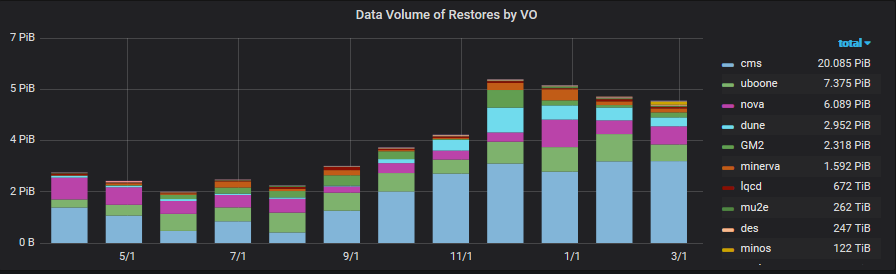 Data Volume of Restores by VO
7 PiB
5 PiB
4 PiB
2 PiB
0 B
5/1
7/1
9/1
11/1
1/1
3/1
total
cms 20.085 PiB
uboone 7.375 PiB
nova 6.089 PiB
dune 2.952 PiB
GM2 2.318 PiB
minerva 1.592 PiB
lqcd 672 TiB
mu2e 262 TiB
des 247 TiB
minos 122 TiB